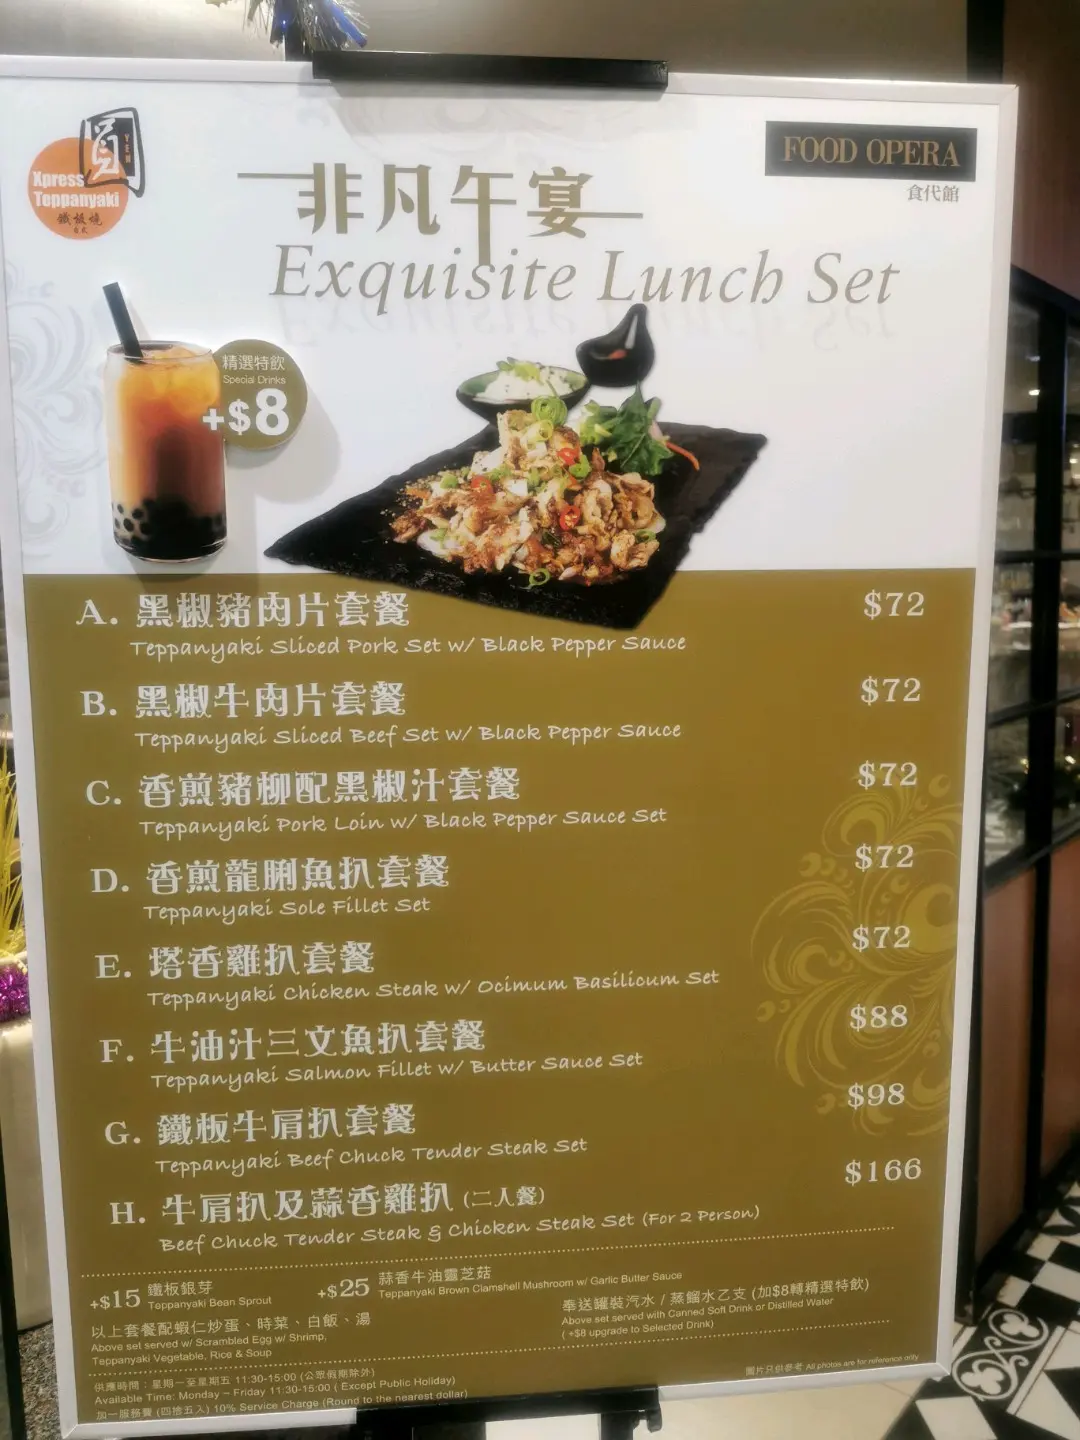 圓
YEN
Xpress
Teppanyaki
鐵板燒
FOOD OPERA
食代館
非凡午宴
Exquisite Lunch Set
精選特飲
Special Drinks
+$8
A. 黑椒豬肉片套餐 $72
Teppanyaki Sliced Pork Set w/ Black Pepper Sauce
B. 黑椒牛肉片套餐 $72
Teppanyaki Sliced Beef Set w/ Black Pepper Sauce
C. 香煎豬柳配黑椒汁套餐 $72
Teppanyaki Pork Loin w/ Black Pepper Sauce Set
D. 香煎龍脷魚扒套餐 $72
Teppanyaki Sole Fillet Set
E. 塔香雞扒套餐 $72
Teppanyaki Chicken Steak w/ Ocimum Basilicum Set
F. 牛油汁三文魚扒套餐 $88
Teppanyaki Salmon Fillet w/ Butter Sauce Set
G. 鐵板牛肩扒套餐 $98
Teppanyaki Beef Chuck Tender Steak Set
H. 牛肩扒及蒜香雞扒 (二人餐) $166
Beef Chuck Tender Steak & Chicken Steak Set (For 2 Person)
+$15 鐵板銀芽
Teppanyaki Bean Sprout
+$25 蒜香牛油靈芝菇
Teppanyaki Brown Clamshell Mushroom w/ Garlic Butter Sauce
以上套餐配蝦仁炒蛋、時菜、白飯、湯
Above set served w/ Scrambled Egg w/ Shrimp,
Teppanyaki Vegetable, Rice & Soup
奉送罐裝汽水 / 蒸餾水乙支 (加$8轉精選特飲)
Above set served with Canned Soft Drink or Distilled Water
( +$8 upgrade to Selected Drink)
供應時間：星期一至星期五 11:30-15:00 (公眾假期除外)
Available Time: Monday ~ Friday 11:30-15:00 ( Except Public Holiday)
加一服務費 (四捨五入) 10% Service Charge (Round to the nearest dollar)
圖片只供參考 All photos are for reference only